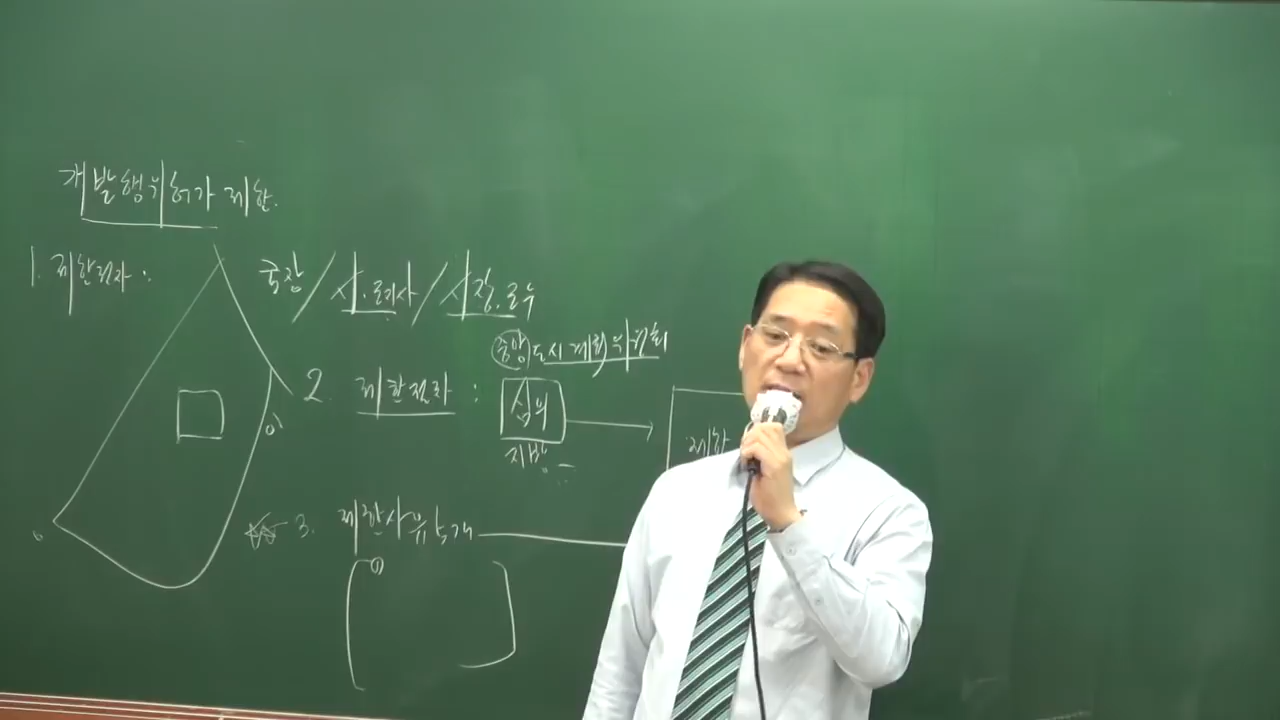 개발행위허가 제한.
1. 제한권자 :
국장 / 시.도지사 / 시장.군수
중앙도시계획위원회
2. 제한절차 : 심의
제한
지방
3. 제한사유 5개
①